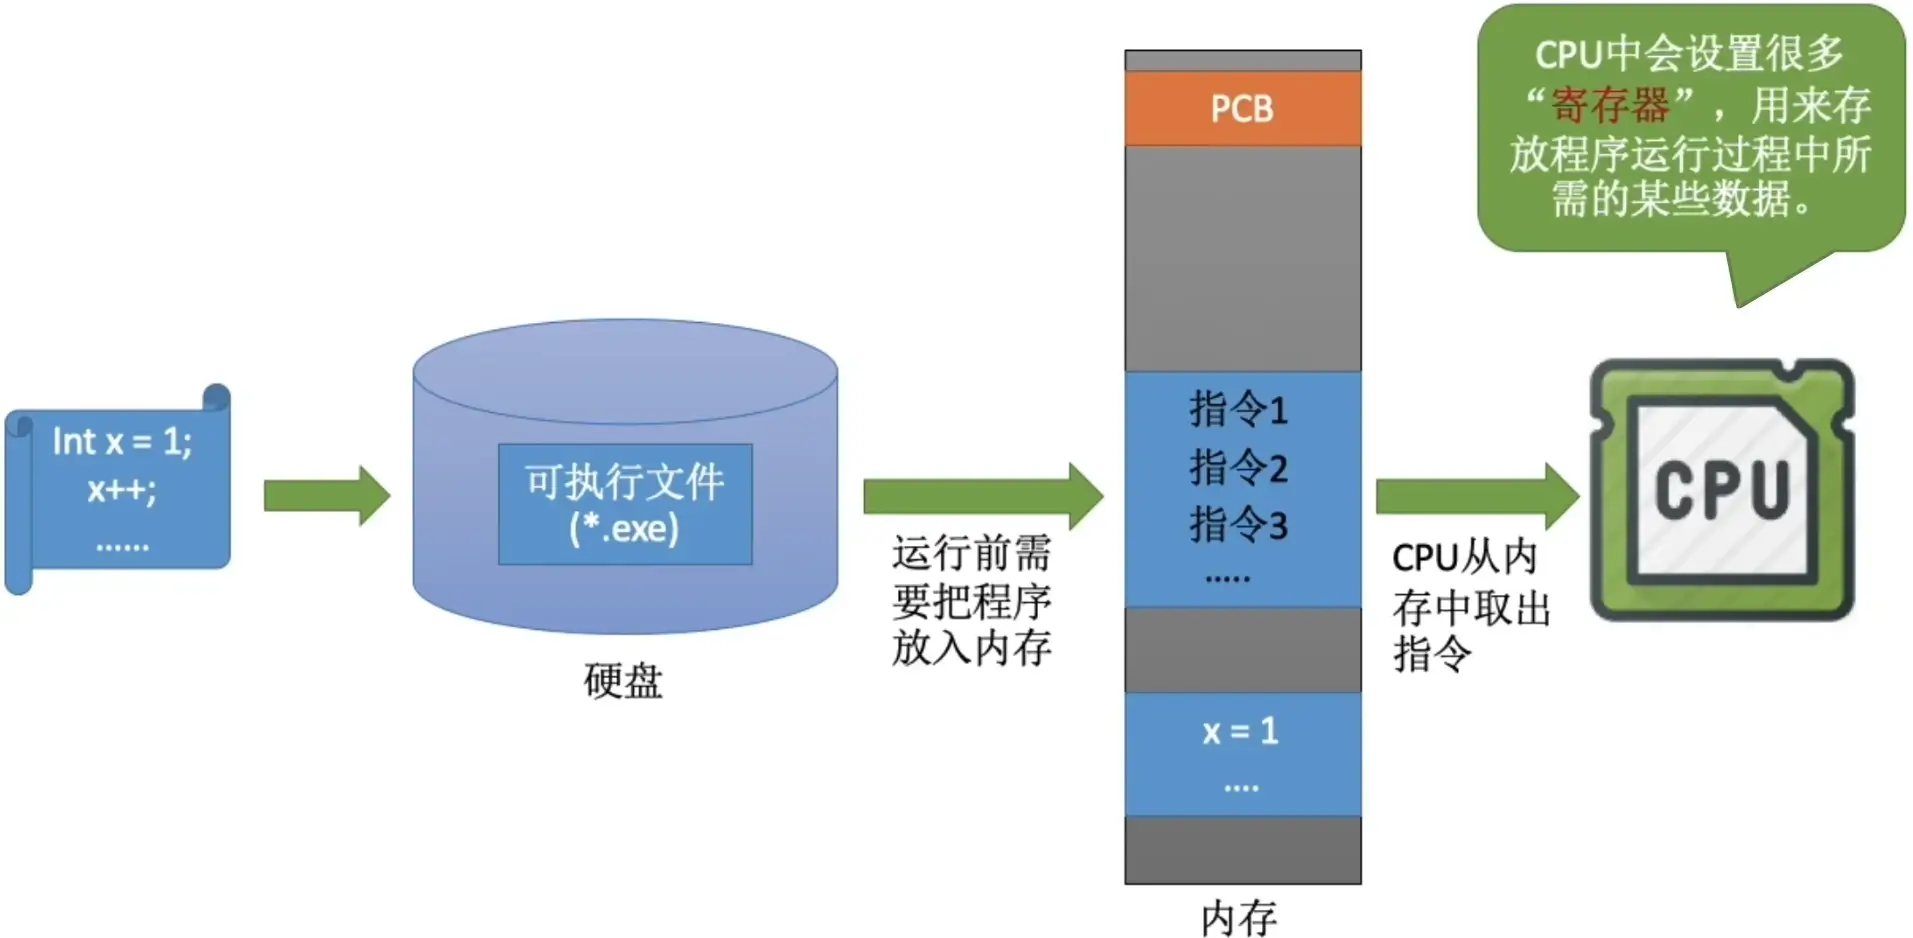 Int x = 1;
x++;
......
可执行文件
(*.exe)
硬盘
运行前需
要把程序
放入内存
PCB
指令1
指令2
指令3
.....
x = 1
....
内存
CPU从内
存中取出
指令
CPU中会设置很多
“寄存器”，用来存
放程序运行过程中所
需的某些数据。
CPU